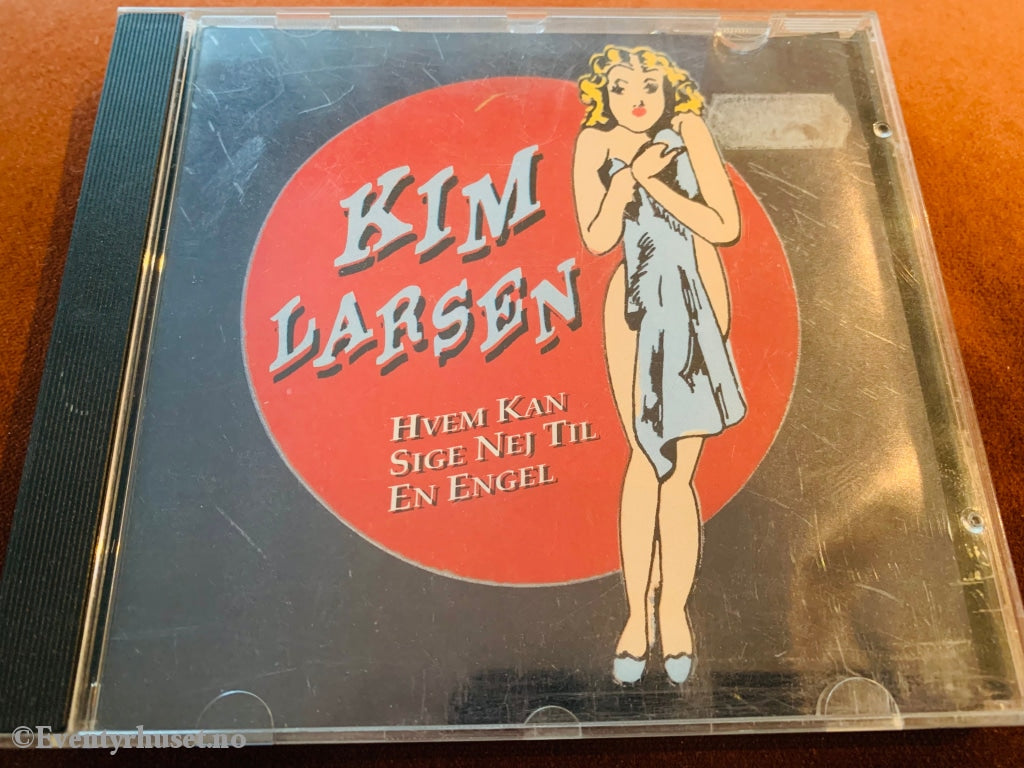 KIM
LARSEN
HVEM KAN
SIGE NEJ TIL
EN ENGEL
©Eventyrhuset.no